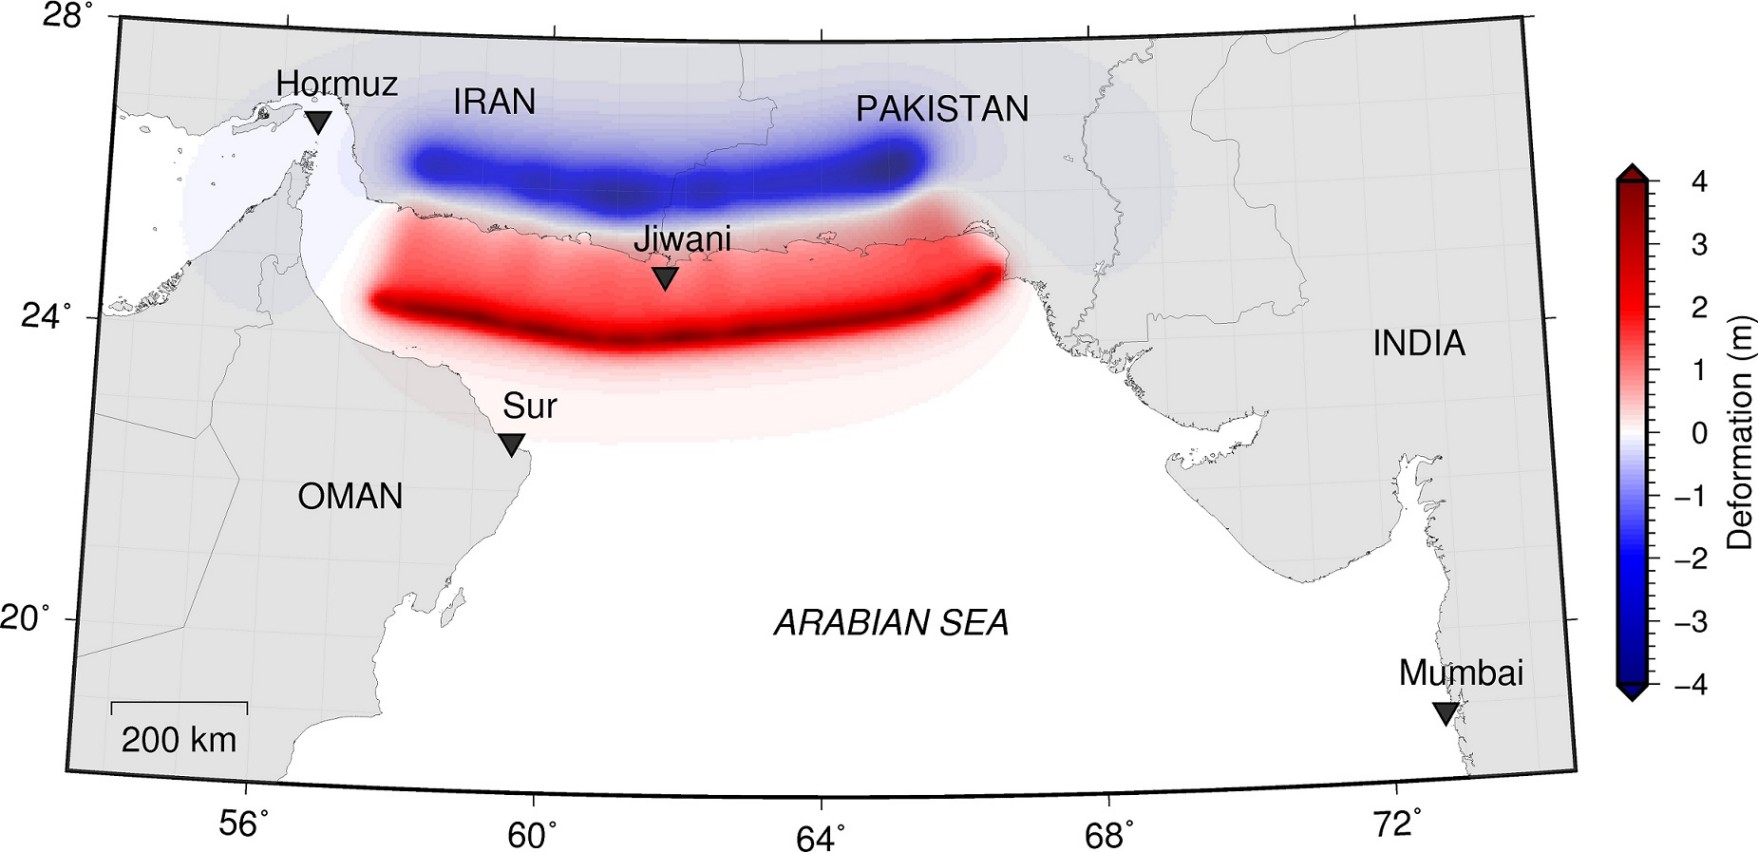 28°
Hormuz
IRAN
PAKISTAN
Jiwani
24°
INDIA
Sur
OMAN
20°
ARABIAN SEA
Mumbai
200 km
56°
60°
64°
68°
72°
4
3
2
1
0
−1
−2
−3
−4
Deformation (m)